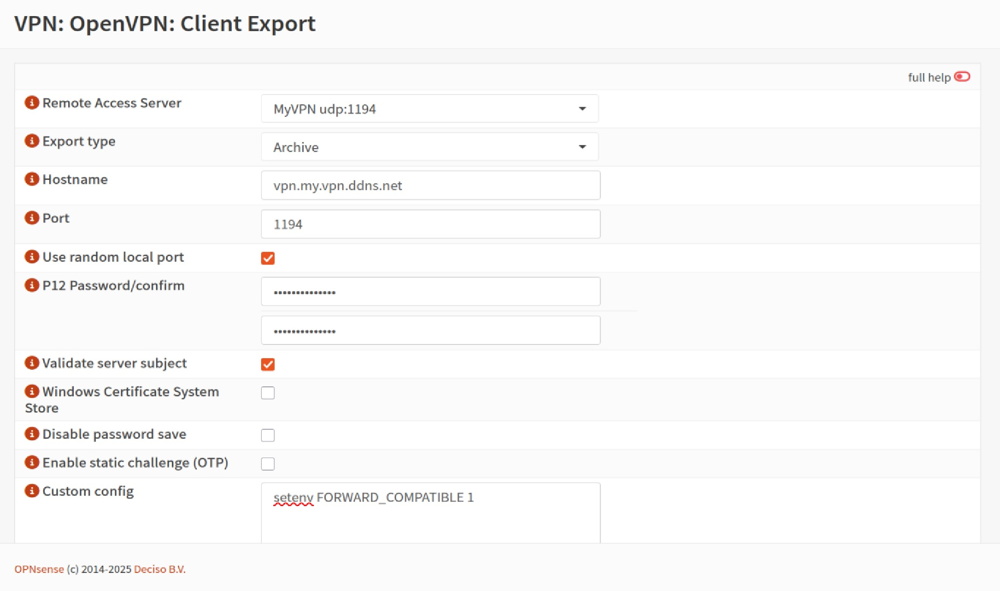 VPN: OpenVPN: Client Export
full help
Remote Access Server
MyVPN udp:1194
Export type
Archive
Hostname
vpn.my.vpn.ddns.net
Port
1194
Use random local port
P12 Password/confirm
••••••••••••••
••••••••••••••
Validate server subject
Windows Certificate System
Store
Disable password save
Enable static challenge (OTP)
Custom config
setenv FORWARD_COMPATIBLE 1
OPNsense (c) 2014-2025 Deciso B.V.